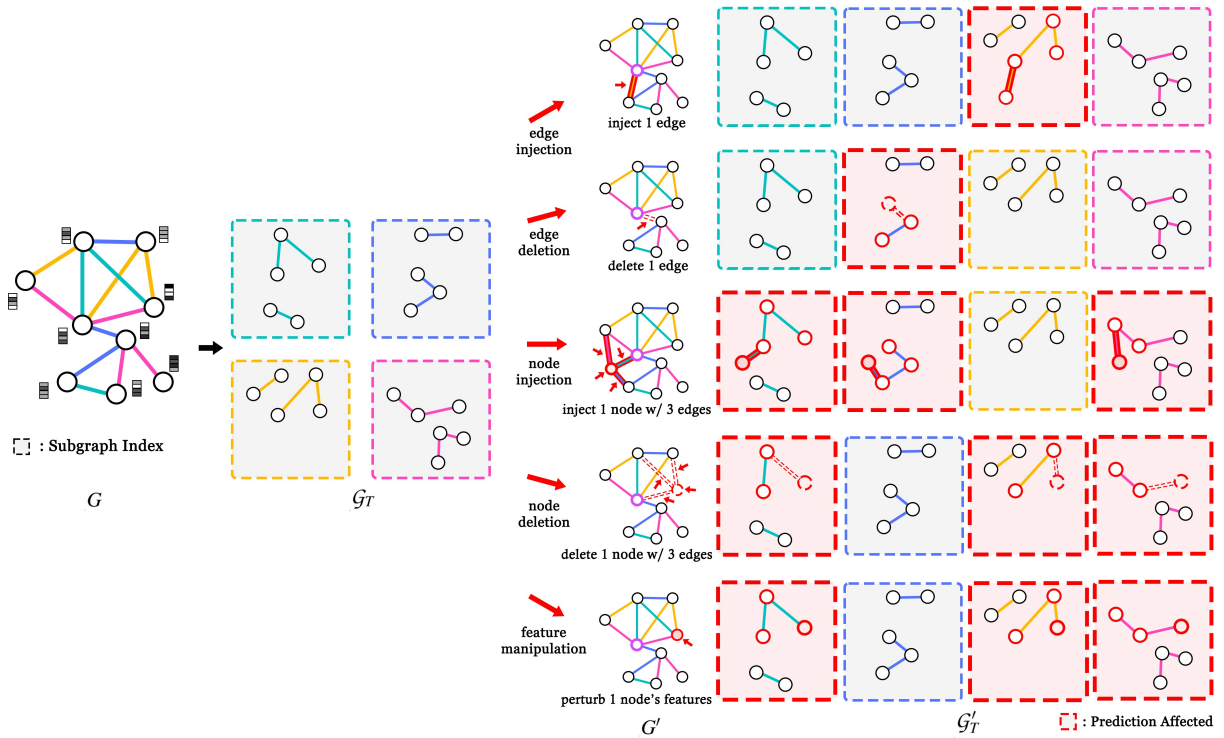 edge
injection
inject 1 edge
edge
deletion
delete 1 edge
node
injection
inject 1 node w/ 3 edges
node
deletion
delete 1 node w/ 3 edges
feature
manipulation
perturb 1 node's features
: Subgraph Index
G
𝒢_T
G′
𝒢′_T
: Prediction Affected